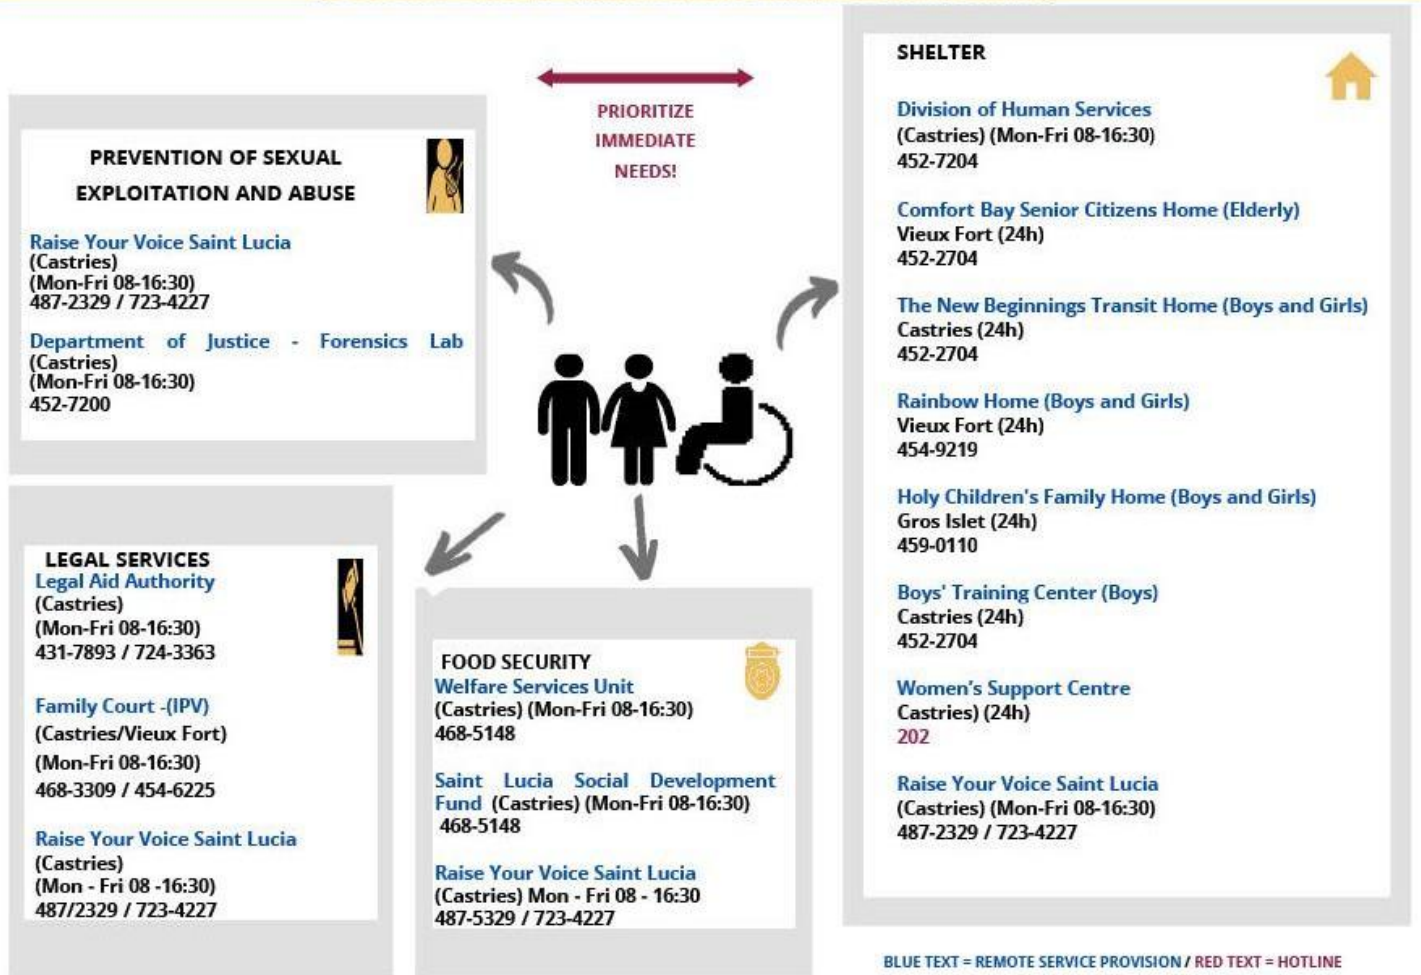 PRIORITIZE
IMMEDIATE
NEEDS!
PREVENTION OF SEXUAL
EXPLOITATION AND ABUSE
Raise Your Voice Saint Lucia
(Castries)
(Mon-Fri 08-16:30)
487-2329 / 723-4227
Department of Justice - Forensics Lab
(Castries)
(Mon-Fri 08-16:30)
452-7200
LEGAL SERVICES
Legal Aid Authority
(Castries)
(Mon-Fri 08-16:30)
431-7893 / 724-3363
Family Court -(IPV)
(Castries/Vieux Fort)
(Mon-Fri 08-16:30)
468-3309 / 454-6225
Raise Your Voice Saint Lucia
(Castries)
(Mon - Fri 08 -16:30)
487/2329 / 723-4227
FOOD SECURITY
Welfare Services Unit
(Castries) (Mon-Fri 08-16:30)
468-5148
Saint Lucia Social Development
Fund (Castries) (Mon-Fri 08-16:30)
468-5148
Raise Your Voice Saint Lucia
(Castries) Mon - Fri 08 - 16:30
487-5329 / 723-4227
SHELTER
Division of Human Services
(Castries) (Mon-Fri 08-16:30)
452-7204
Comfort Bay Senior Citizens Home (Elderly)
Vieux Fort (24h)
452-2704
The New Beginnings Transit Home (Boys and Girls)
Castries (24h)
452-2704
Rainbow Home (Boys and Girls)
Vieux Fort (24h)
454-9219
Holy Children's Family Home (Boys and Girls)
Gros Islet (24h)
459-0110
Boys' Training Center (Boys)
Castries (24h)
452-2704
Women's Support Centre
Castries) (24h)
202
Raise Your Voice Saint Lucia
(Castries) (Mon-Fri 08-16:30)
487-2329 / 723-4227
BLUE TEXT = REMOTE SERVICE PROVISION / RED TEXT = HOTLINE